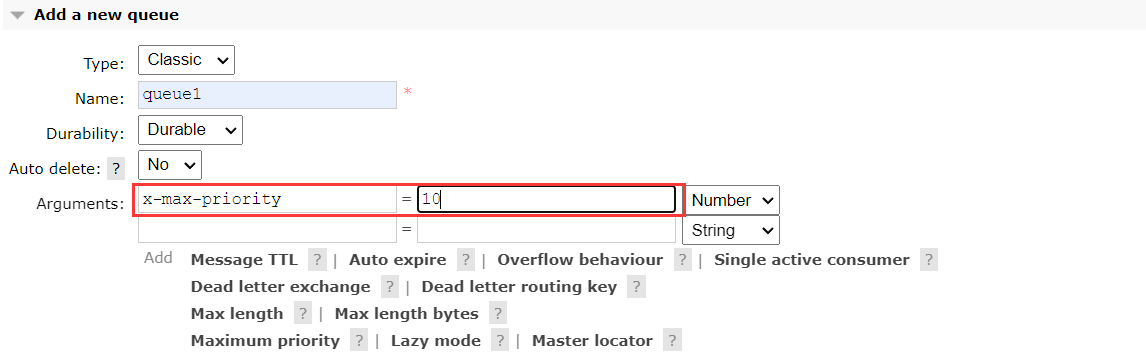 Add a new queue
Type: Classic
Name: queue1 *
Durability: Durable
Auto delete: ? No
Arguments: x-max-priority = 10 Number
= String
Add Message TTL ? | Auto expire ? | Overflow behaviour ? | Single active consumer ?
Dead letter exchange ? | Dead letter routing key ?
Max length ? | Max length bytes ?
Maximum priority ? | Lazy mode ? | Master locator ?